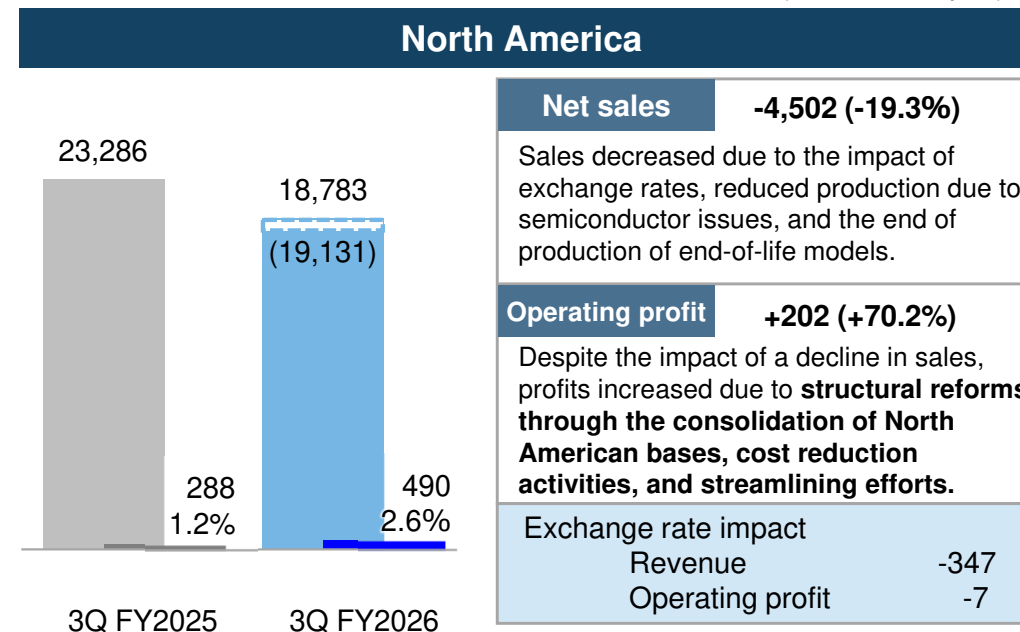 North America
23,286
18,783
(19,131)
288
1.2%
490
2.6%
3Q FY2025
3Q FY2026
Net sales
-4,502 (-19.3%)
Sales decreased due to the impact of
exchange rates, reduced production due to
semiconductor issues, and the end of
production of end-of-life models.
Operating profit
+202 (+70.2%)
Despite the impact of a decline in sales,
profits increased due to structural reforms
through the consolidation of North
American bases, cost reduction
activities, and streamlining efforts.
Exchange rate impact
Revenue -347
Operating profit -7